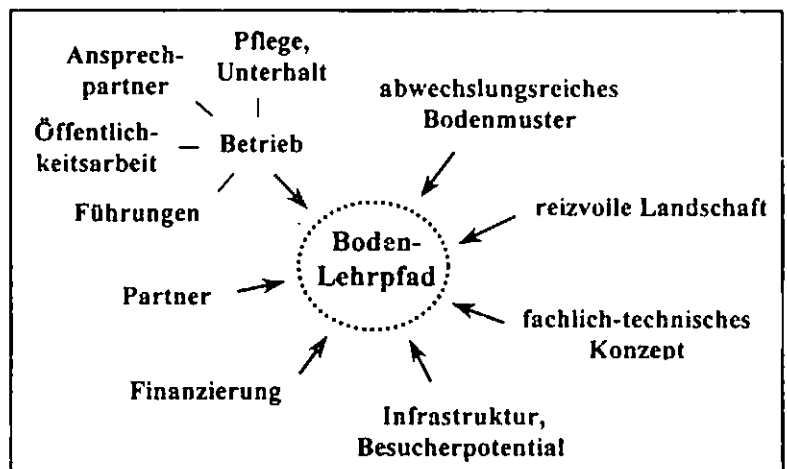 Ansprech-
partner
Pflege,
Unterhalt
Öffentlich-
keitsarbeit
Betrieb
Führungen
abwechslungsreiches
Bodenmuster
reizvolle Landschaft
Boden-
Lehrpfad
Partner
fachlich-technisches
Konzept
Finanzierung
Infrastruktur,
Besucherpotential